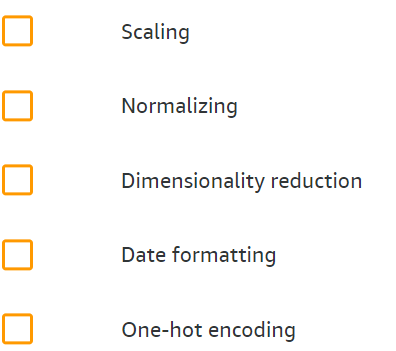 Scaling
Normalizing
Dimensionality reduction
Date formatting
One-hot encoding